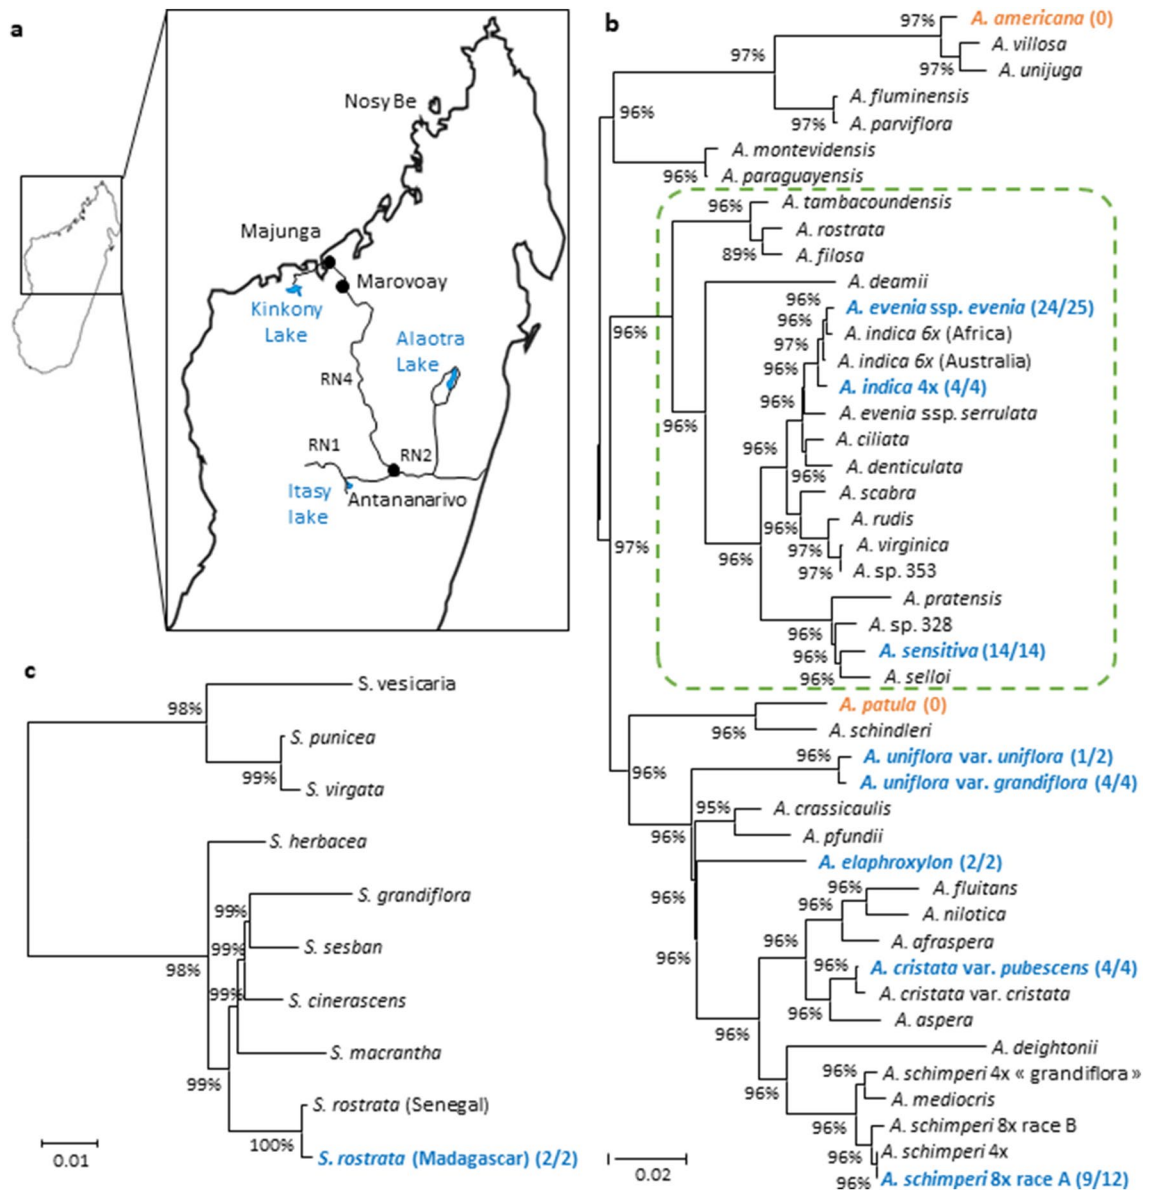 a
Nosy Be
Majunga
Marovoay
Kinkony
Lake
Alaotra
Lake
RN4
RN1
RN2
Itasy
lake
Antananarivo
b
97%
A. americana (0)
A. villosa
97%
97%
A. unijuga
A. fluminensis
96%
97%
A. parviflora
A. montevidensis
96%
A. paraguayensis
96%
A. tambacoundensis
A. rostrata
89%
A. filosa
A. deamii
96%
A. evenia ssp. evenia (24/25)
96%
96%
A. indica 6x (Africa)
97%
A. indica 6x (Australia)
96%
A. indica 4x (4/4)
96%
A. evenia ssp. serrulata
96%
A. ciliata
96%
A. denticulata
96%
A. scabra
96%
A. rudis
97%
A. virginica
97%
96%
97%
A. sp. 353
A. pratensis
96%
A. sp. 328
96%
A. sensitiva (14/14)
96%
A. selloi
A. patula (0)
96%
A. schindleri
96%
A. uniflora var. uniflora (1/2)
96%
A. uniflora var. grandiflora (4/4)
95%
A. crassicaulis
96%
A. pfundii
A. elaphroxylon (2/2)
96%
A. fluitans
96%
96%
A. nilotica
96%
A. afraspera
96%
96%
A. cristata var. pubescens (4/4)
A. cristata var. cristata
96%
A. aspera
96%
A. deightonii
96%
96%
A. schimperi 4x « grandiflora »
A. mediocris
96%
A. schimperi 8x race B
96%
A. schimperi 4x
96%
A. schimperi 8x race A (9/12)
0.02
c
S. vesicaria
98%
S. punicea
99%
S. virgata
S. herbacea
S. grandiflora
99%
99%
S. sesban
98%
99%
S. cinerascens
S. macrantha
99%
S. rostrata (Senegal)
100%
S. rostrata (Madagascar) (2/2)
0.01